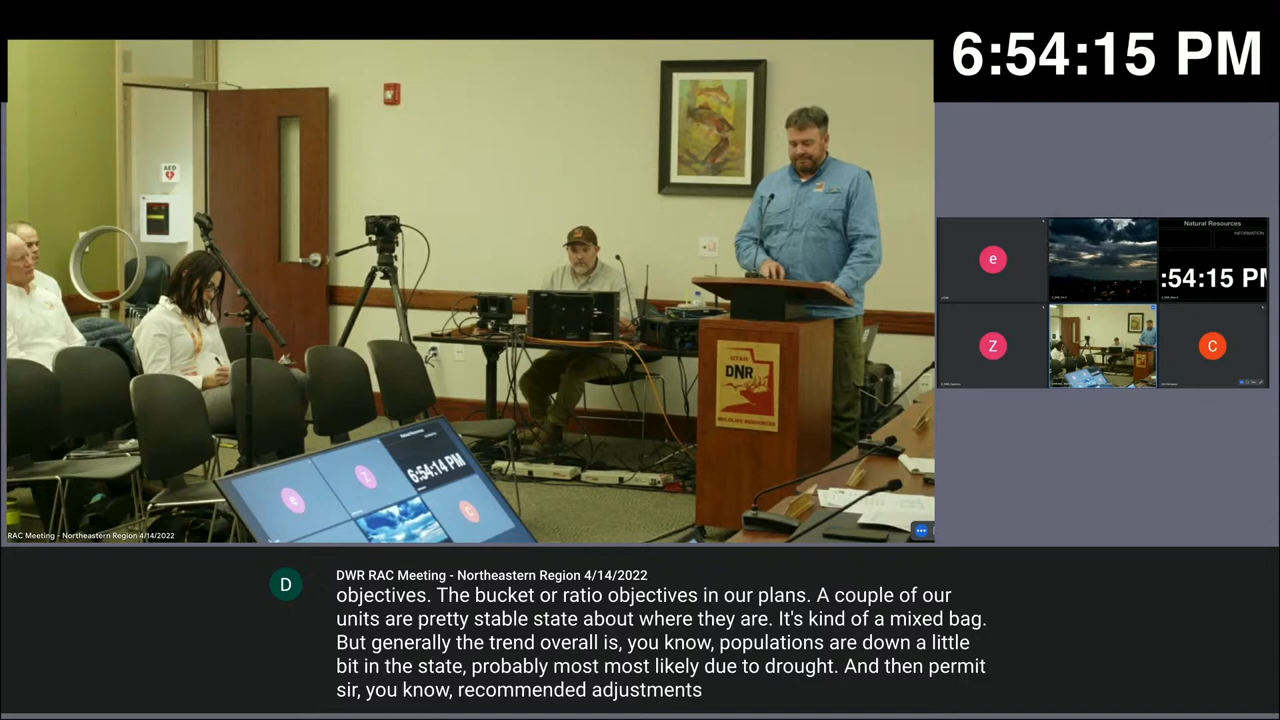 6:54:15 PM
AED
UTAH
DNR
WILDLIFE RESOURCES
e
Natural Resources
INFORMATION
:54:15 PM
Z
C
Natural Resources
6:54:14 PM
e
Z
C
RAC Meeting - Northeastern Region 4/14/2022
D
DWR RAC Meeting - Northeastern Region 4/14/2022
objectives. The bucket or ratio objectives in our plans. A couple of our
units are pretty stable state about where they are. It's kind of a mixed bag.
But generally the trend overall is, you know, populations are down a little
bit in the state, probably most most likely due to drought. And then permit
sir, you know, recommended adjustments